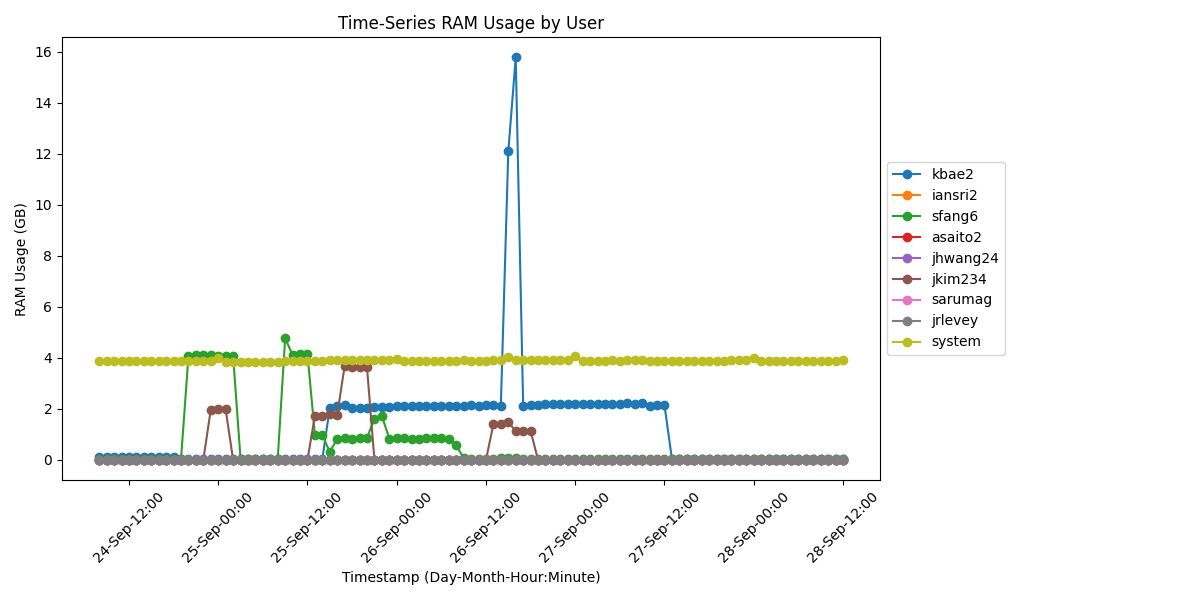 Time-Series RAM Usage by User
RAM Usage (GB)
16
14
12
10
8
6
4
2
0
24-Sep-12:00
25-Sep-00:00
25-Sep-12:00
26-Sep-00:00
26-Sep-12:00
27-Sep-00:00
27-Sep-12:00
28-Sep-00:00
28-Sep-12:00
Timestamp (Day-Month-Hour:Minute)
kbae2
iansri2
sfang6
asaito2
jhwang24
jkim234
sarumag
jrlevey
system